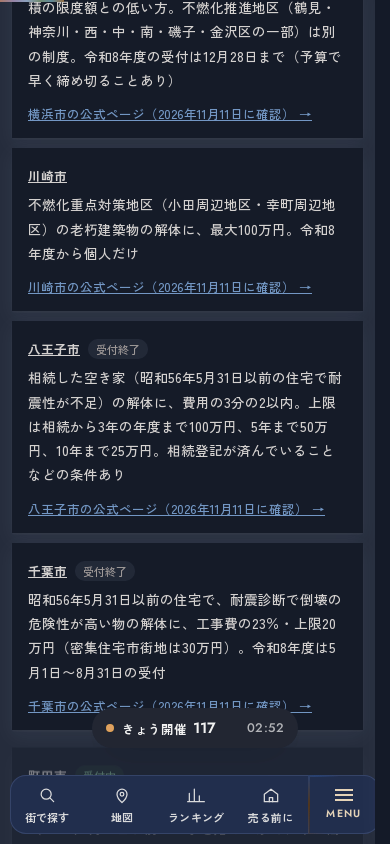 積の限度額との低い方。不燃化推進地区（鶴見・
神奈川・西・中・南・磯子・金沢区の一部）は別
の制度。令和8年度の受付は12月28日まで（予算で
早く締め切ることあり）
横浜市の公式ページ（2026年11月11日に確認） →
川崎市
不燃化重点対策地区（小田周辺地区・幸町周辺地
区）の老朽建築物の解体に、最大100万円。令和8
年度から個人だけ
川崎市の公式ページ（2026年11月11日に確認） →
八王子市 受付終了
相続した空き家（昭和56年5月31日以前の住宅で耐
震性が不足）の解体に、費用の3分の2以内。上限
は相続から3年の年度まで100万円、5年まで50万
円、10年まで25万円。相続登記が済んでいること
などの条件あり
八王子市の公式ページ（2026年11月11日に確認） →
千葉市 受付終了
昭和56年5月31日以前の住宅で、耐震診断で倒壊の
危険性が高い物の解体に、工事費の23%・上限20
万円（密集住宅市街地は30万円）。令和8年度は5
月1日〜8月31日の受付
千葉市の公式ページ（2026年11月11日に確認） →
きょう開催 117 02:52
町田市 受付中
街で探す 地図 ランキング 売る前に MENU